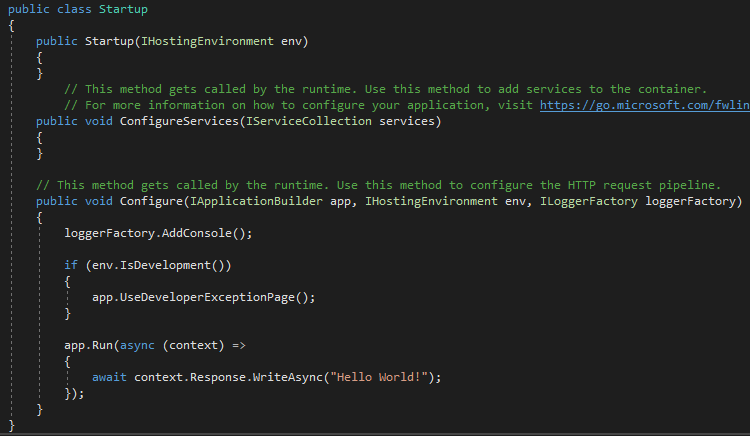 public class Startup
{
public Startup(IHostingEnvironment env)
{
}
// This method gets called by the runtime. Use this method to add services to the container.
// For more information on how to configure your application, visit https://go.microsoft.com/fwlin
public void ConfigureServices(IServiceCollection services)
{
}
// This method gets called by the runtime. Use this method to configure the HTTP request pipeline.
public void Configure(IApplicationBuilder app, IHostingEnvironment env, ILoggerFactory loggerFactory)
{
loggerFactory.AddConsole();
if (env.IsDevelopment())
{
app.UseDeveloperExceptionPage();
}
app.Run(async (context) =>
{
await context.Response.WriteAsync("Hello World!");
});
}
}